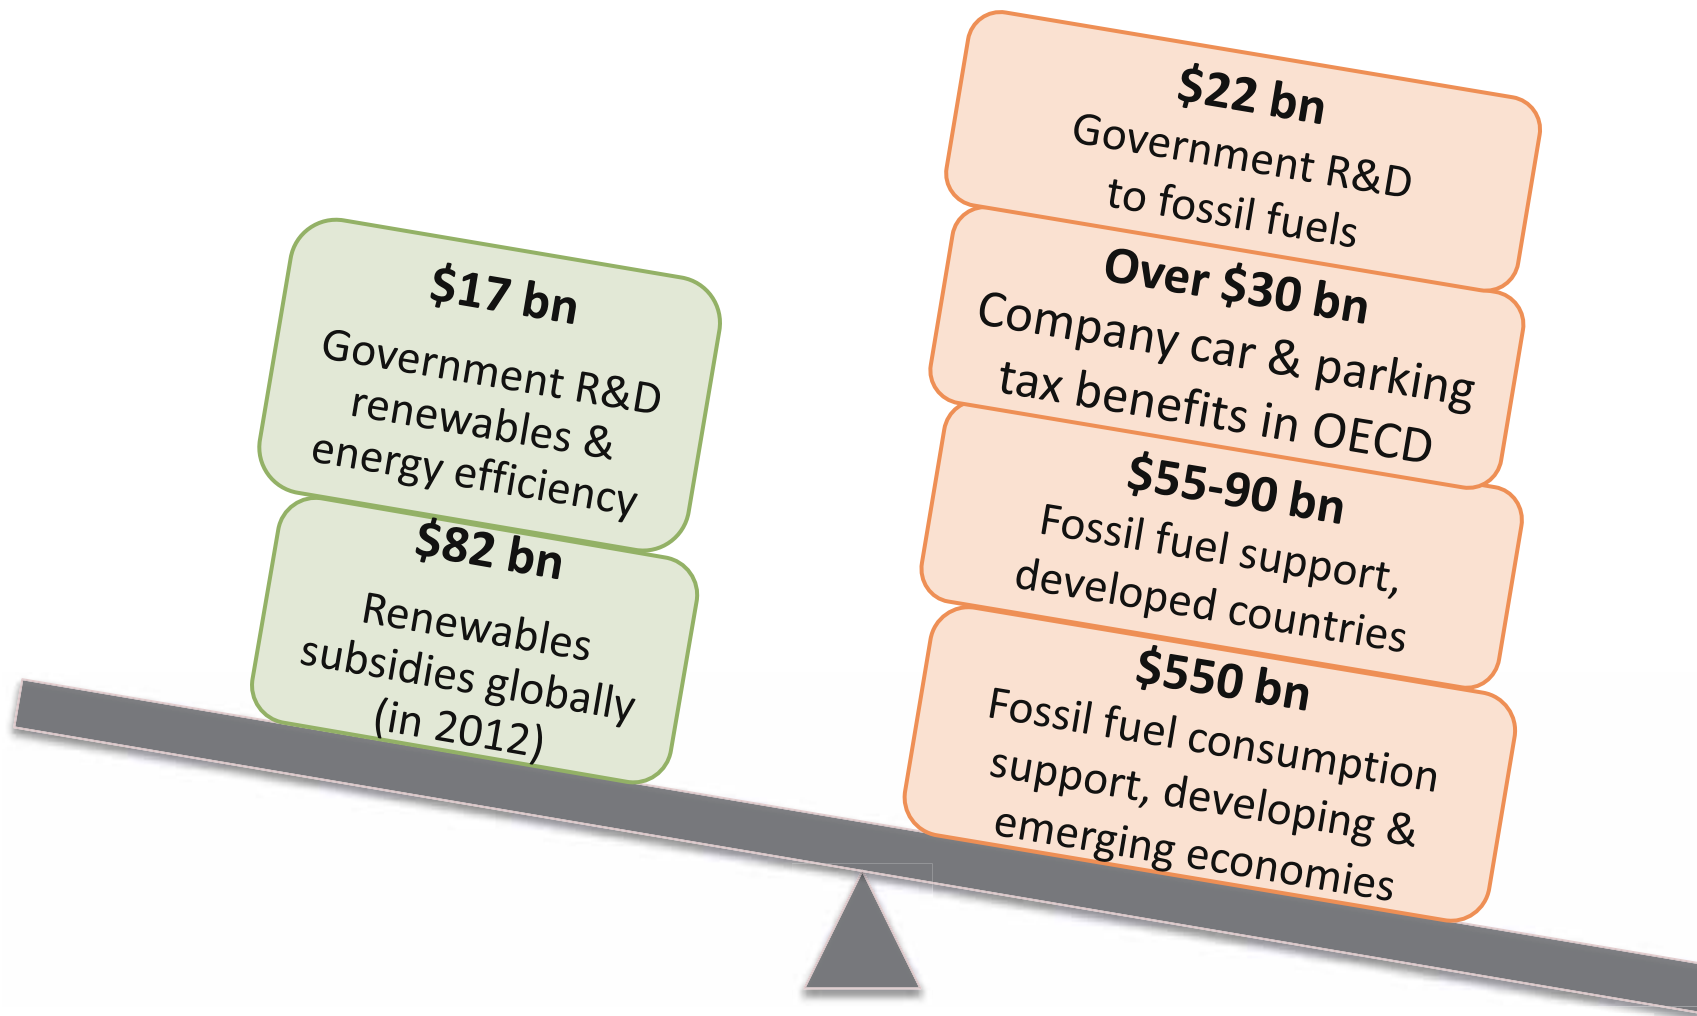 $17 bn
Government R&D
renewables &
energy efficiency
$82 bn
Renewables
subsidies globally
(in 2012)
$22 bn
Government R&D
to fossil fuels
Over $30 bn
Company car & parking
tax benefits in OECD
$55-90 bn
Fossil fuel support,
developed countries
$550 bn
Fossil fuel consumption
support, developing &
emerging economies